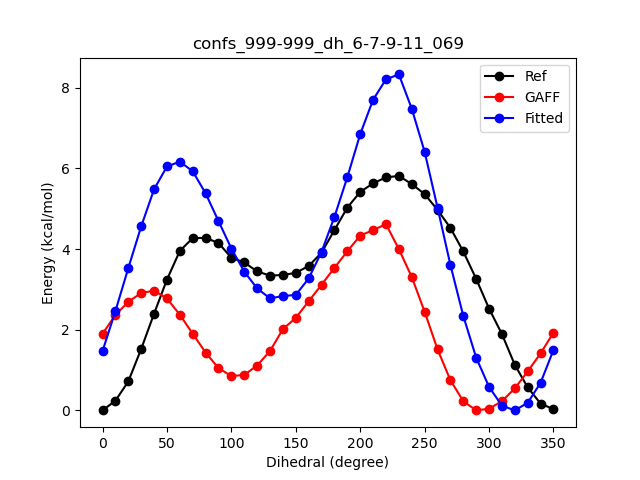 confs_999-999_dh_6-7-9-11_069
Ref
GAFF
Fitted
Energy (kcal/mol)
8
6
4
2
0
0 50 100 150 200 250 300 350
Dihedral (degree)